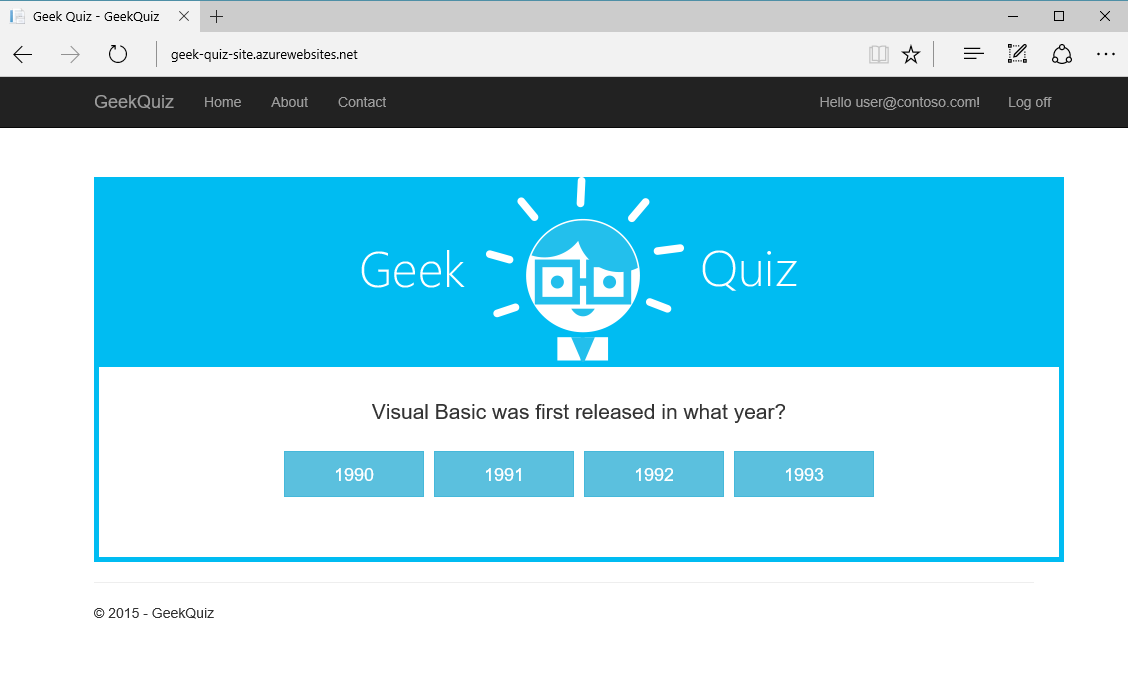 Geek Quiz - GeekQuiz
geek-quiz-site.azurewebsites.net
GeekQuiz Home About Contact Hello user@contoso.com! Log off
Geek Quiz
Visual Basic was first released in what year?
1990 1991 1992 1993
© 2015 - GeekQuiz